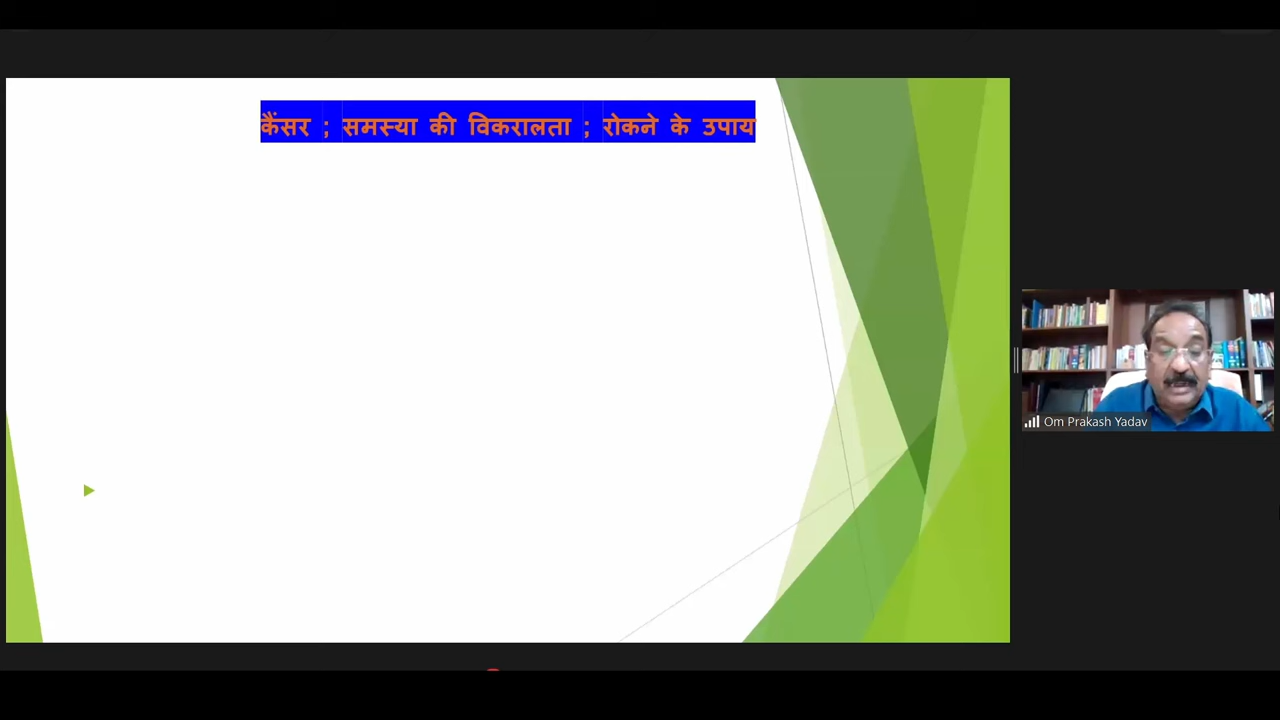 कैंसर ; समस्या की विकरालता ; रोकने के उपाय
Om Prakash Yadav